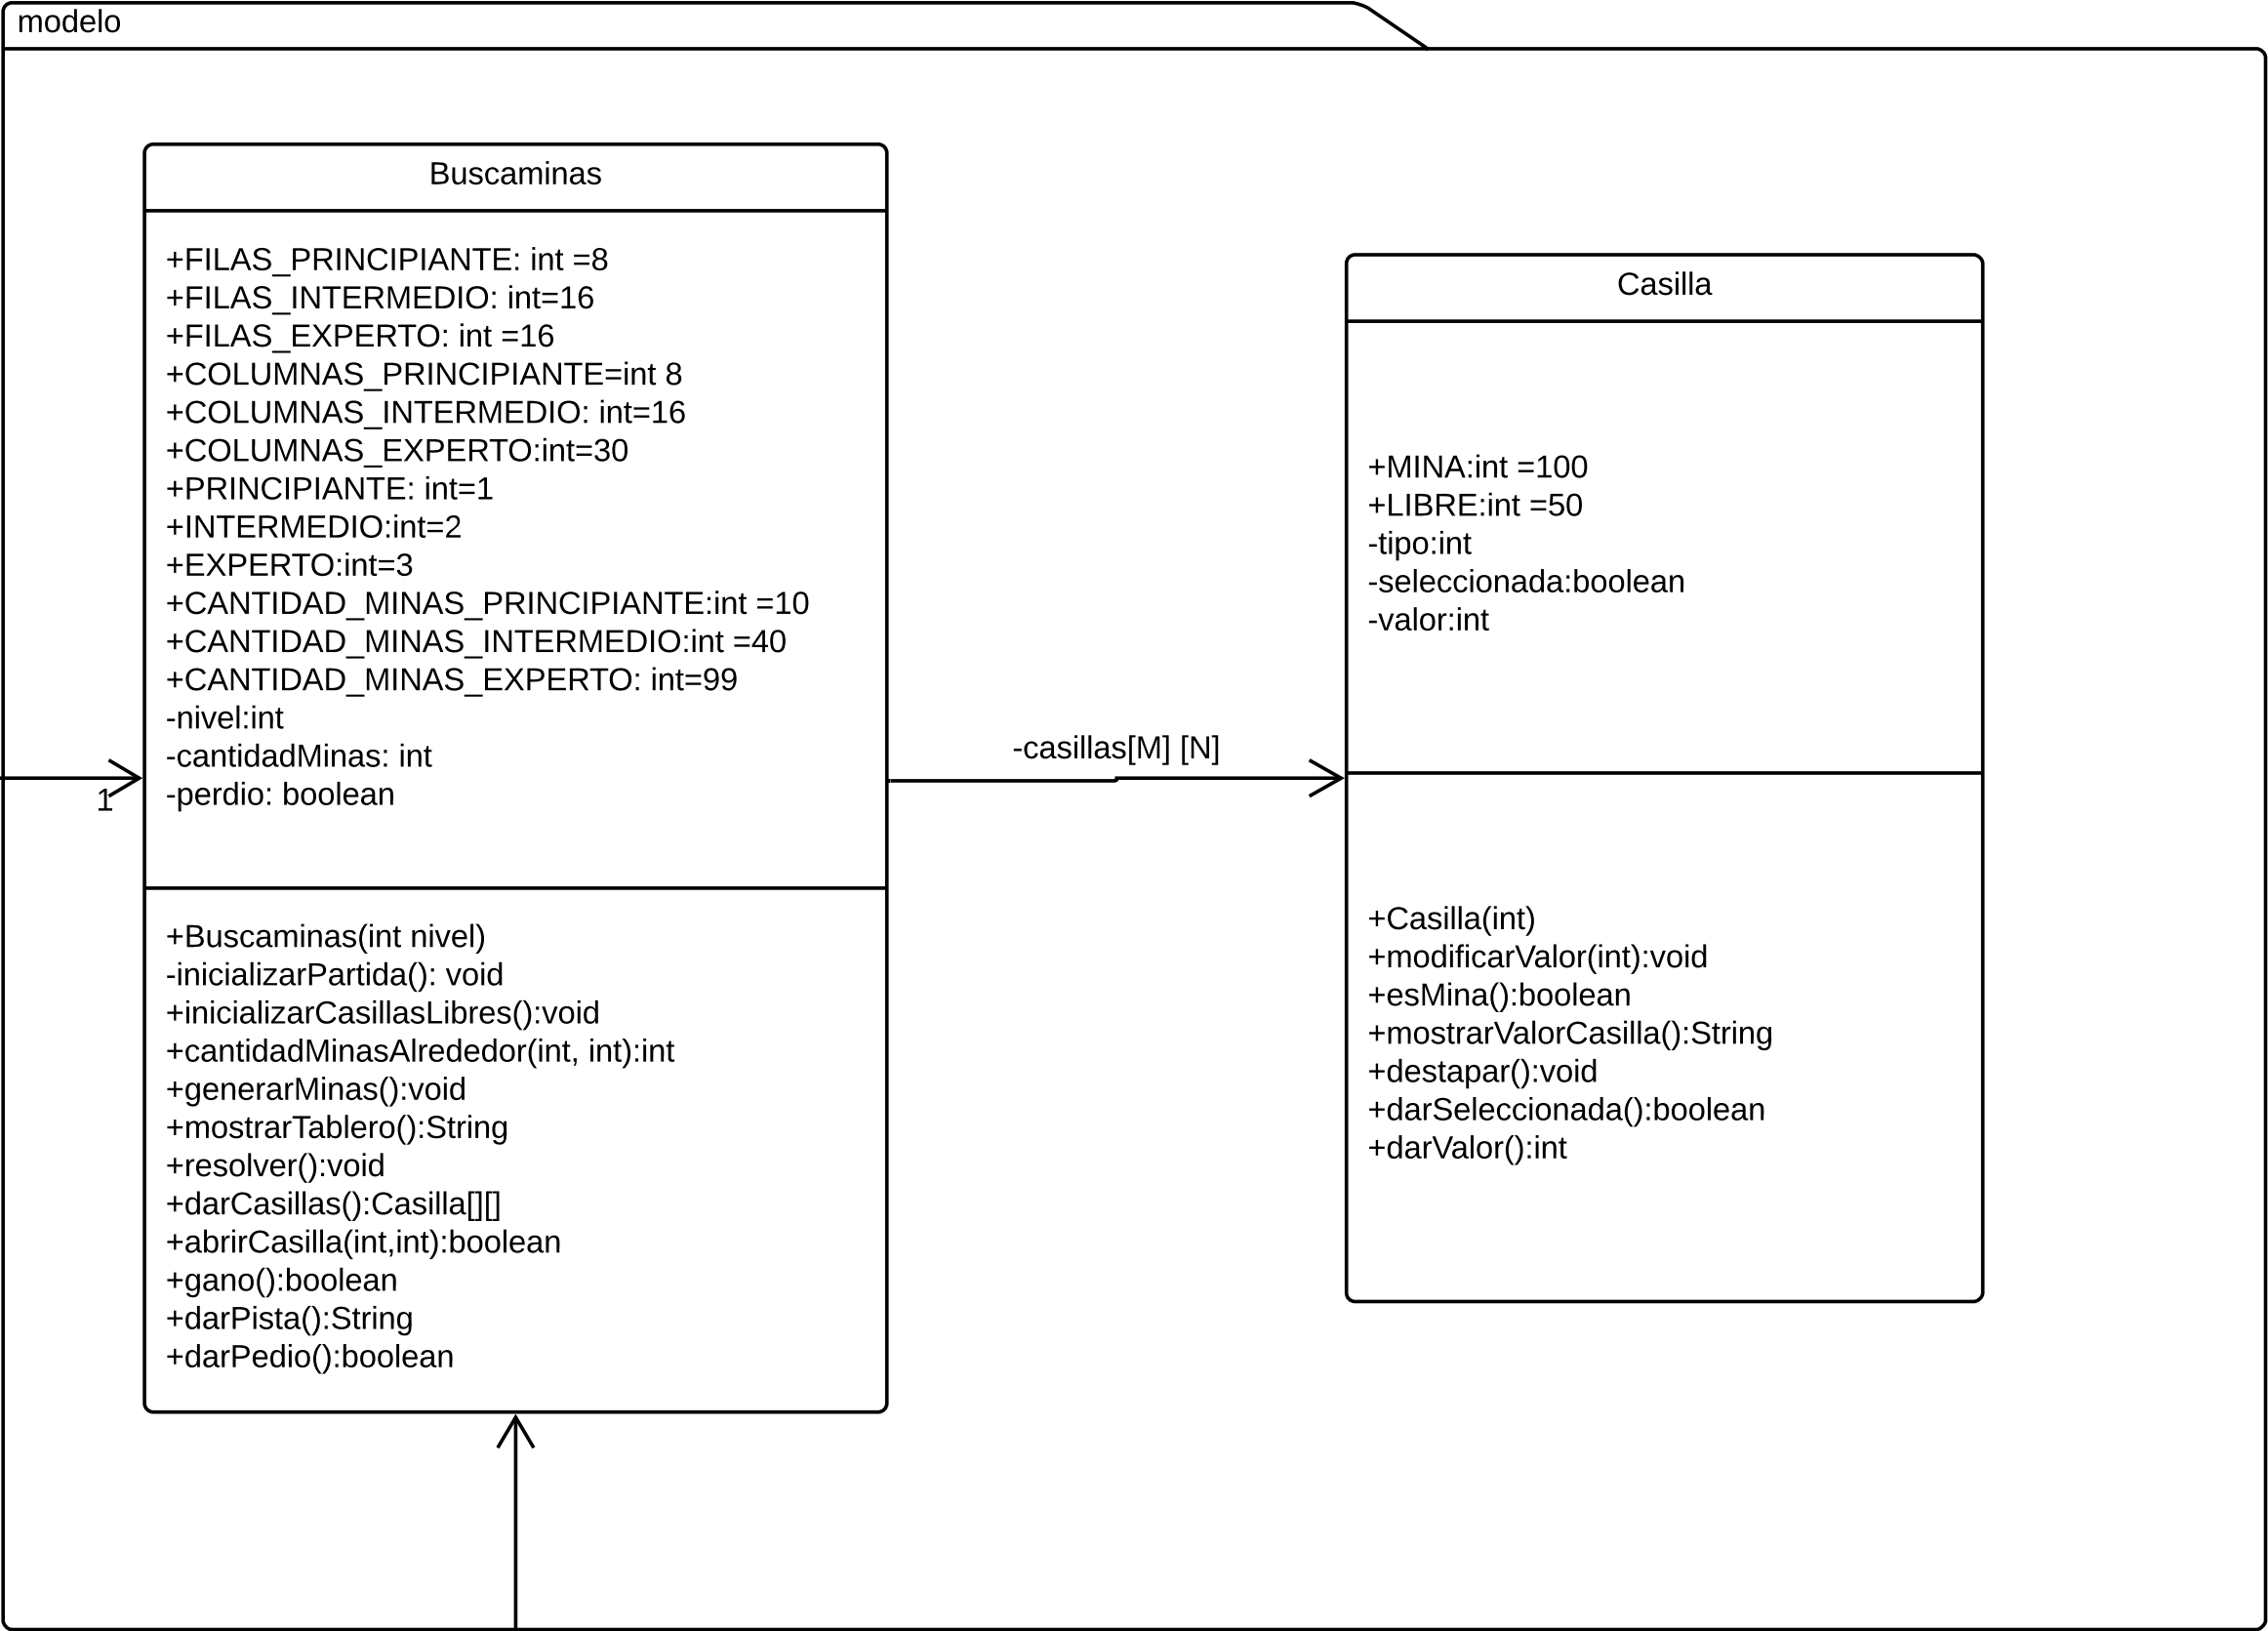 modelo
Buscaminas
+FILAS_PRINCIPIANTE: int =8
+FILAS_INTERMEDIO: int=16
+FILAS_EXPERTO: int =16
+COLUMNAS_PRINCIPIANTE=int 8
+COLUMNAS_INTERMEDIO: int=16
+COLUMNAS_EXPERTO:int=30
+PRINCIPIANTE: int=1
+INTERMEDIO:int=2
+EXPERTO:int=3
+CANTIDAD_MINAS_PRINCIPIANTE:int =10
+CANTIDAD_MINAS_INTERMEDIO:int =40
+CANTIDAD_MINAS_EXPERTO: int=99
-nivel:int
-cantidadMinas: int
-perdio: boolean
1
+Buscaminas(int nivel)
-inicializarPartida(): void
+inicializarCasillasLibres():void
+cantidadMinasAlrededor(int, int):int
+generarMinas():void
+mostrarTablero():String
+resolver():void
+darCasillas():Casilla[][]
+abrirCasilla(int,int):boolean
+gano():boolean
+darPista():String
+darPedio():boolean
-casillas[M] [N]
Casilla
+MINA:int =100
+LIBRE:int =50
-tipo:int
-seleccionada:boolean
-valor:int
+Casilla(int)
+modificarValor(int):void
+esMina():boolean
+mostrarValorCasilla():String
+destapar():void
+darSeleccionada():boolean
+darValor():int